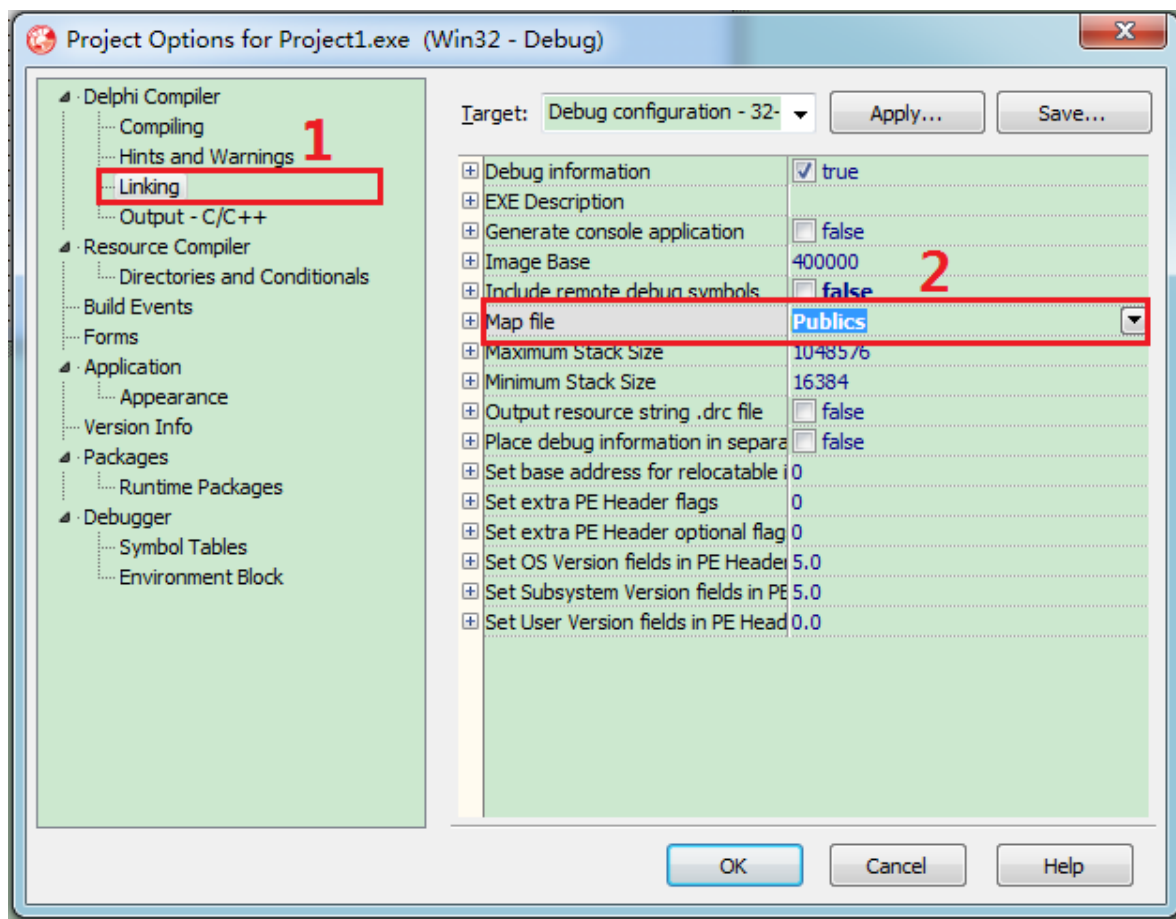 Project Options for Project1.exe  (Win32 - Debug)
X
Delphi Compiler
Compiling
Hints and Warnings
1
Linking
Output - C/C++
Resource Compiler
Directories and Conditionals
Build Events
Forms
Application
Appearance
Version Info
Packages
Runtime Packages
Debugger
Symbol Tables
Environment Block
Target: Debug configuration - 32- Apply... Save...
Debug information true
EXE Description
Generate console application false
Image Base 400000
2
Include remote debug symbols false
Map file Publics
Maximum Stack Size 1048576
Minimum Stack Size 16384
Output resource string .drc file false
Place debug information in separa false
Set base address for relocatable i 0
Set extra PE Header flags 0
Set extra PE Header optional flag 0
Set OS Version fields in PE Header 5.0
Set Subsystem Version fields in PE 5.0
Set User Version fields in PE Head 0.0
OK Cancel Help